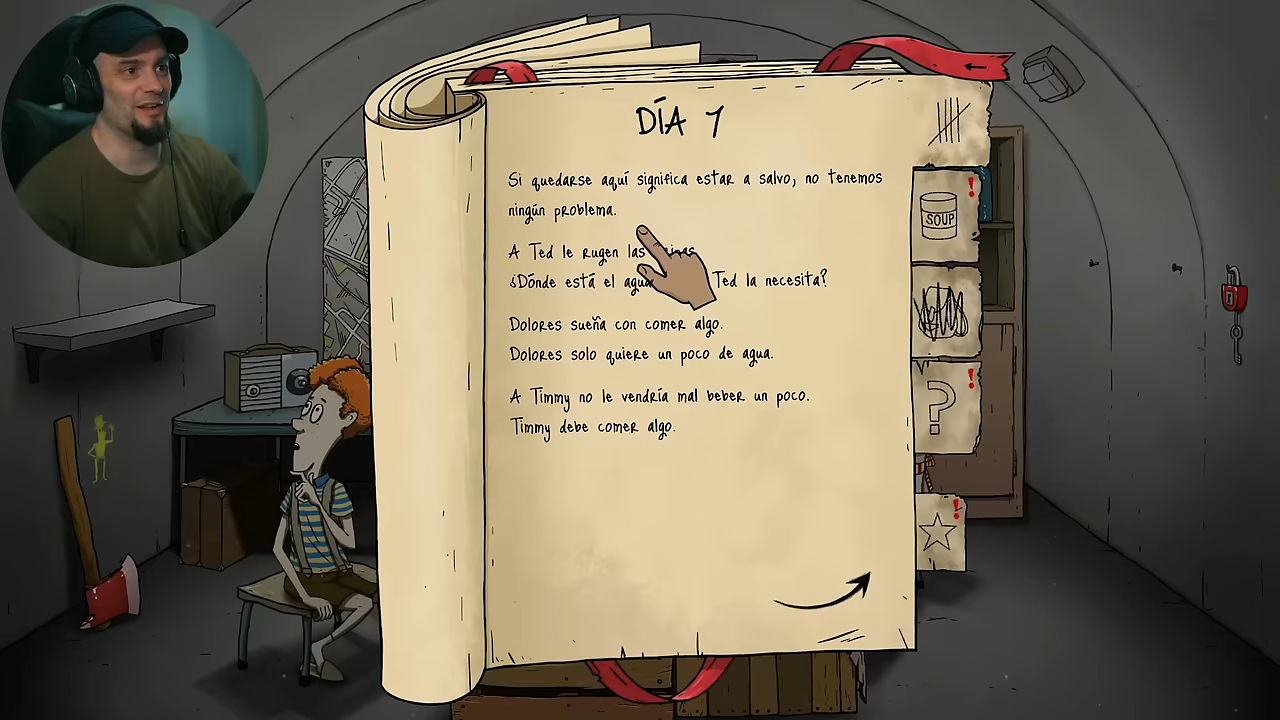 DÍA 7
Si quedarse aquí significa estar a salvo, no tenemos
ningún problema.
A Ted le rugen las
¿Dónde está el agua Ted la necesita?
Dolores sueña con comer algo.
Dolores solo quiere un poco de agua.
A Timmy no le vendría mal beber un poco.
Timmy debe comer algo.
!
SOUP
!
?
!